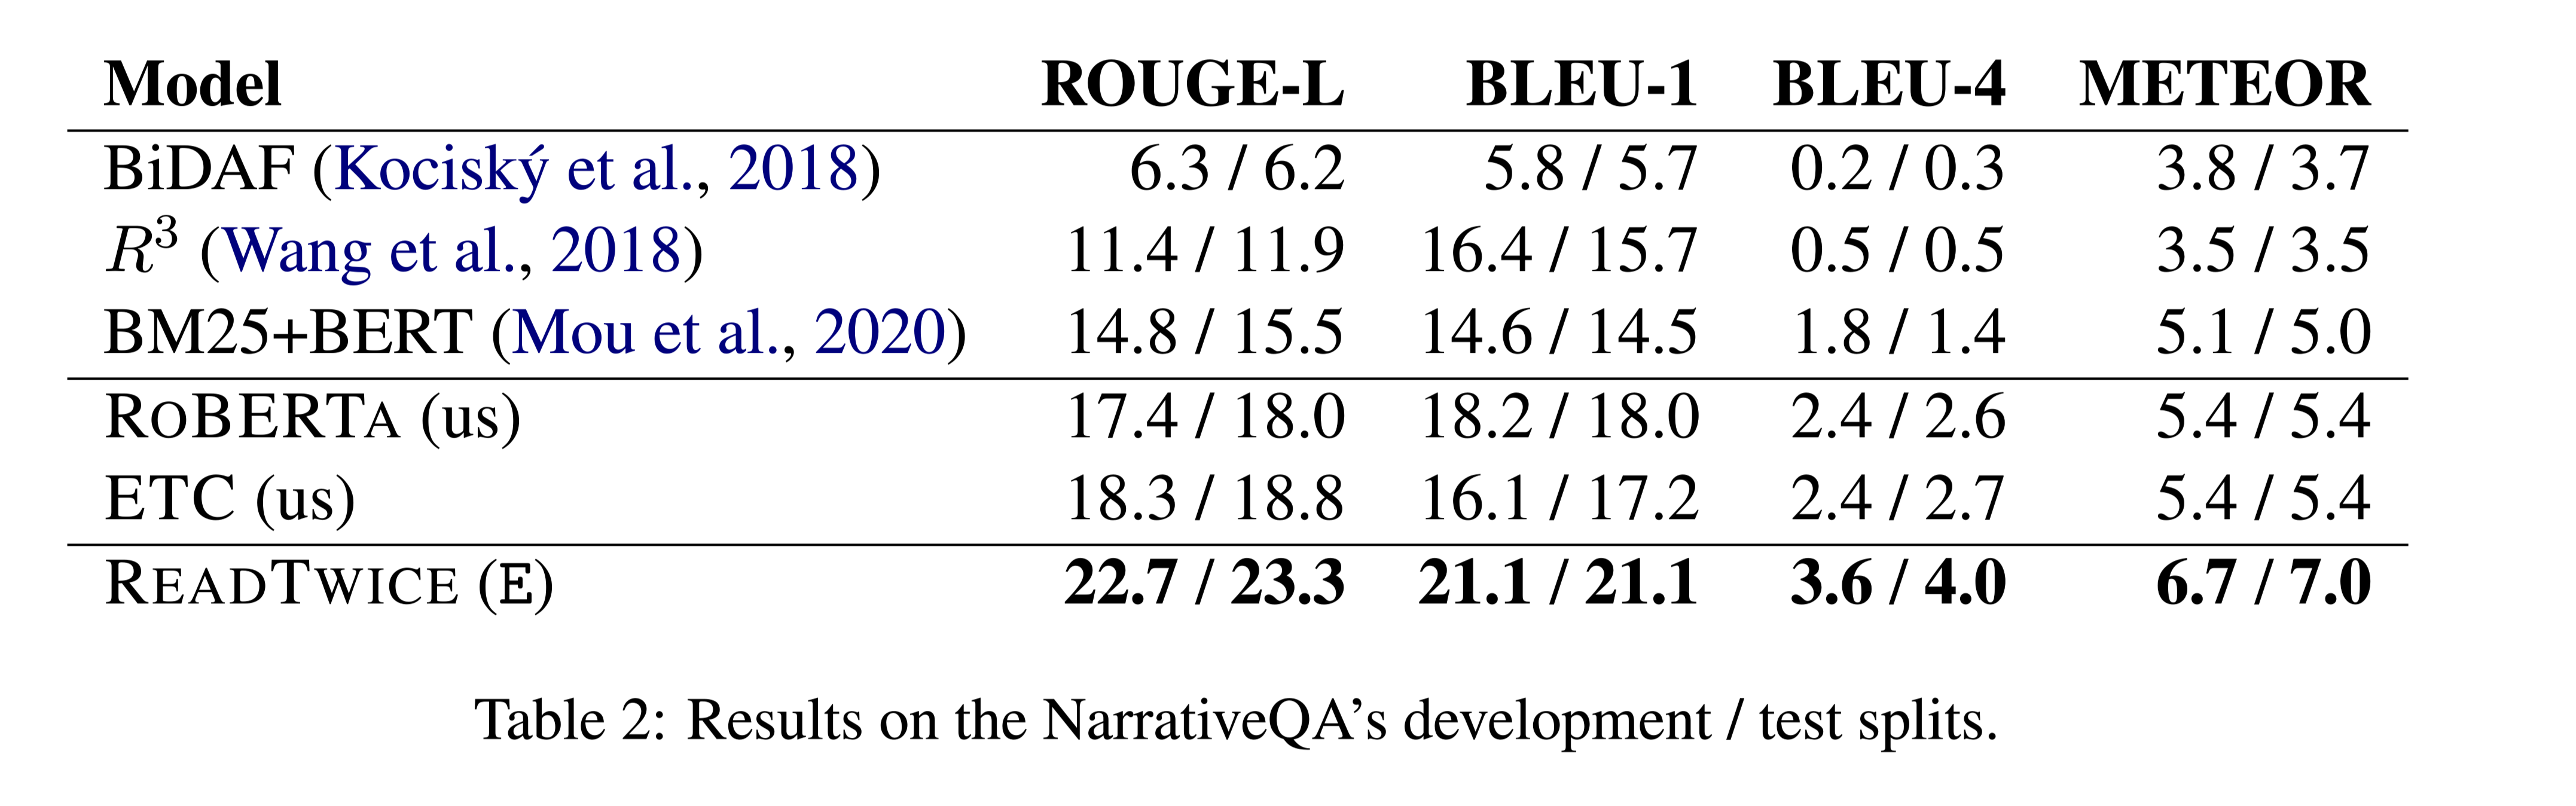 Model ROUGE-L BLEU-1 BLEU-4 METEOR
BiDAF (Kociský et al., 2018) 6.3 / 6.2 5.8 / 5.7 0.2 / 0.3 3.8 / 3.7
R³ (Wang et al., 2018) 11.4 / 11.9 16.4 / 15.7 0.5 / 0.5 3.5 / 3.5
BM25+BERT (Mou et al., 2020) 14.8 / 15.5 14.6 / 14.5 1.8 / 1.4 5.1 / 5.0
ROBERTA (us) 17.4 / 18.0 18.2 / 18.0 2.4 / 2.6 5.4 / 5.4
ETC (us) 18.3 / 18.8 16.1 / 17.2 2.4 / 2.7 5.4 / 5.4
READTWICE (E) 22.7 / 23.3 21.1 / 21.1 3.6 / 4.0 6.7 / 7.0
Table 2: Results on the NarrativeQA's development / test splits.